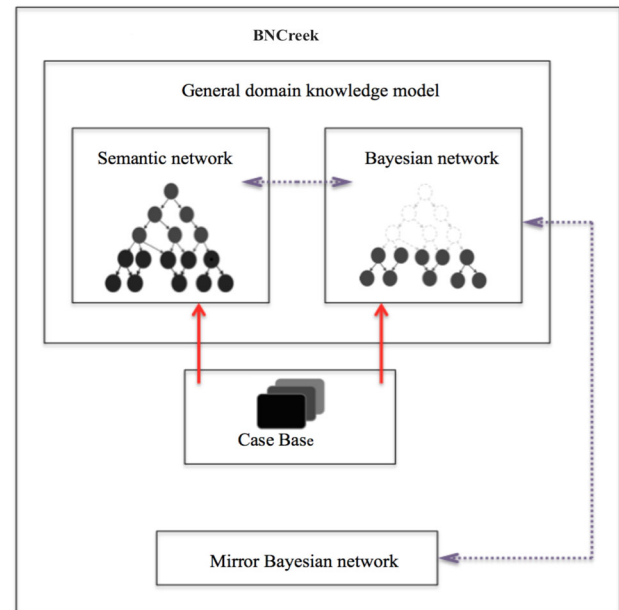 BNCreek
General domain knowledge model
Semantic network
Bayesian network
Case Base
Mirror Bayesian network